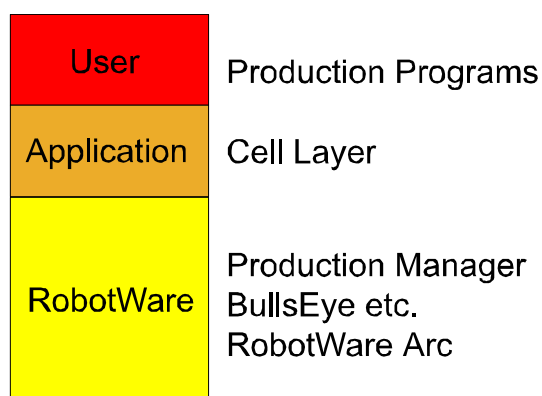 User
Production Programs
Application
Cell Layer
RobotWare
Production Manager
BullsEye etc.
RobotWare Arc